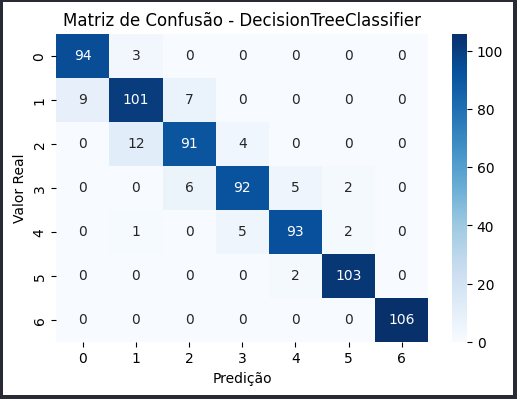 Matriz de Confusão - DecisionTreeClassifier
0 94 3 0 0 0 0 0
1 9 101 7 0 0 0 0
2 0 12 91 4 0 0 0
3 0 0 6 92 5 2 0
4 0 1 0 5 93 2 0
5 0 0 0 0 2 103 0
6 0 0 0 0 0 0 106
0 1 2 3 4 5 6
Valor Real
Predição
100
80
60
40
20
0